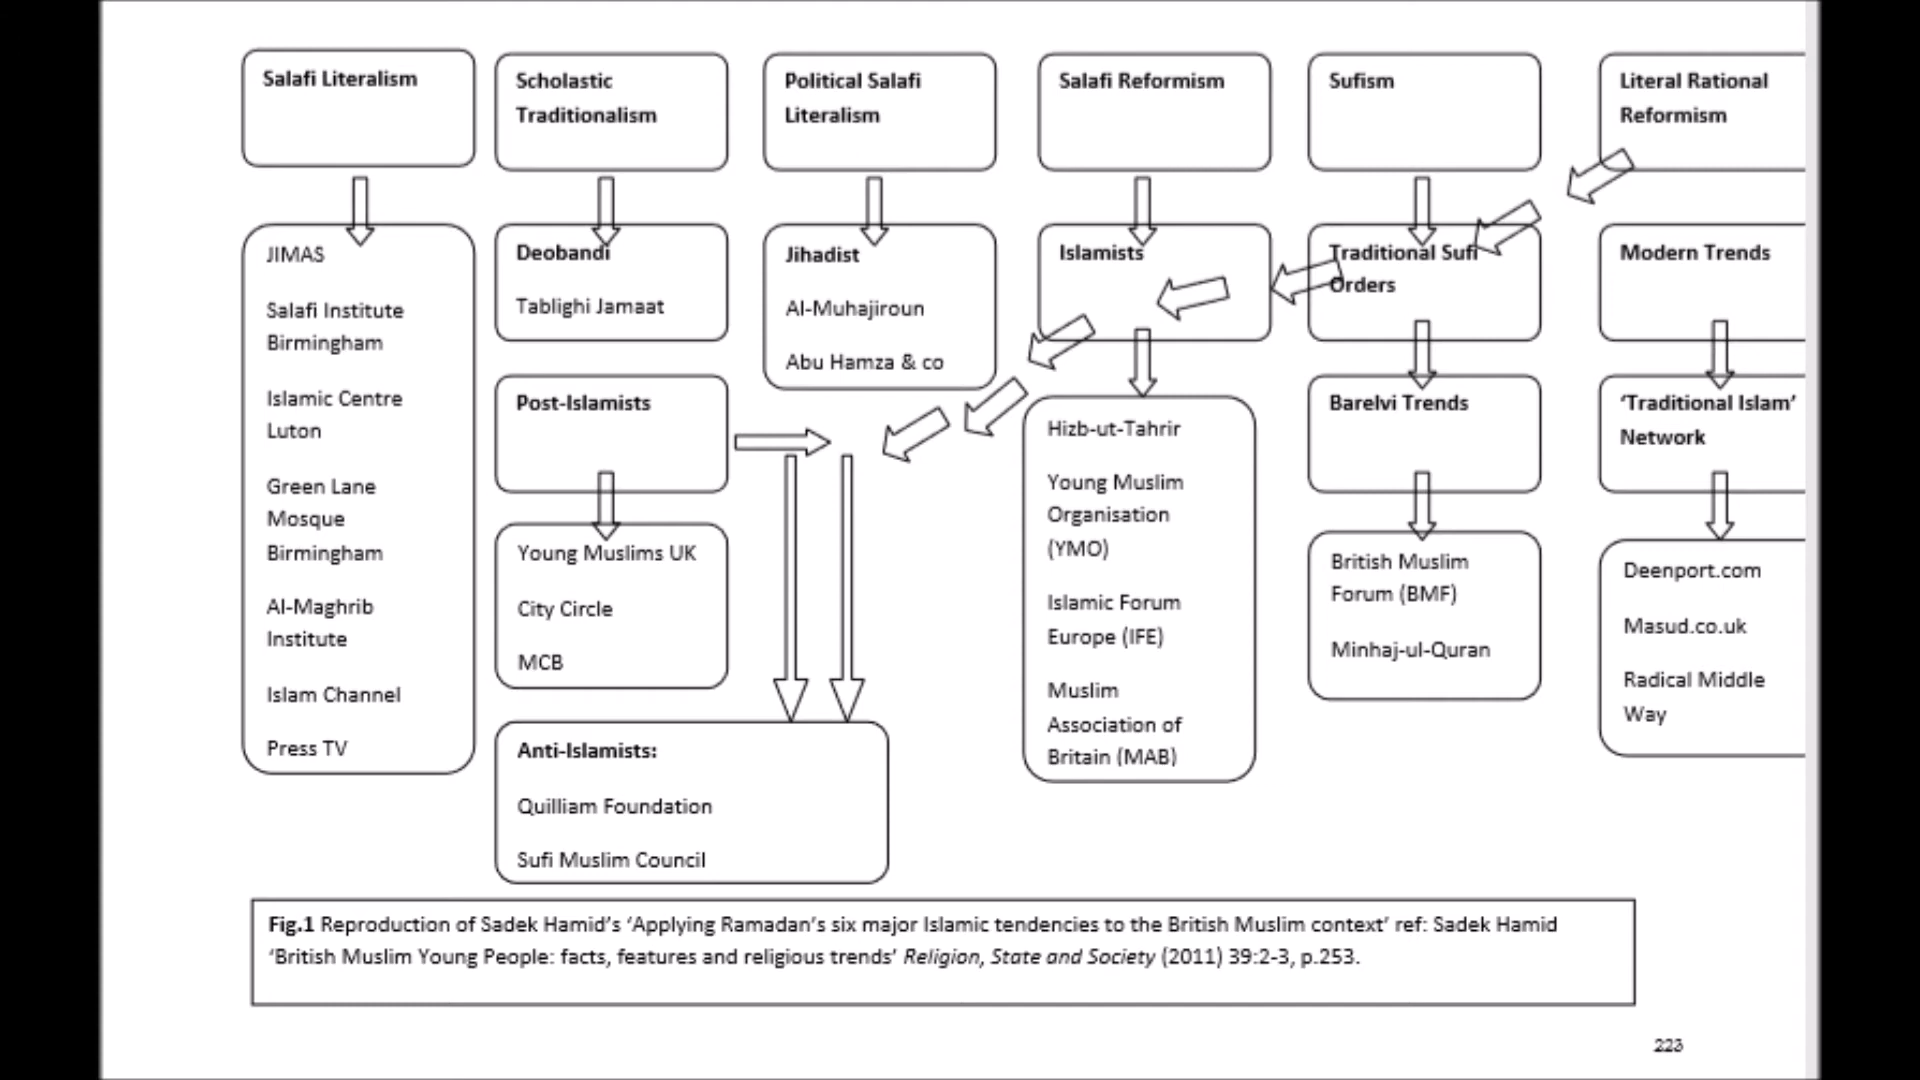 Salafi Literalism
Scholastic
Traditionalism
Political Salafi
Literalism
Salafi Reformism
Sufism
Literal Rational
Reformism
JIMAS
Salafi Institute
Birmingham
Islamic Centre
Luton
Green Lane
Mosque
Birmingham
Al-Maghrib
Institute
Islam Channel
Press TV
Deobandi
Tablighi Jamaat
Post-Islamists
Young Muslims UK
City Circle
MCB
Anti-Islamists:
Quilliam Foundation
Sufi Muslim Council
Jihadist
Al-Muhajiroun
Abu Hamza & co
Islamists
Hizb-ut-Tahrir
Young Muslim
Organisation
(YMO)
Islamic Forum
Europe (IFE)
Muslim
Association of
Britain (MAB)
Traditional Sufi
Orders
Barelvi Trends
British Muslim
Forum (BMF)
Minhaj-ul-Quran
Modern Trends
‘Traditional Islam’
Network
Deenport.com
Masud.co.uk
Radical Middle
Way
Fig.1 Reproduction of Sadek Hamid’s ‘Applying Ramadan’s six major Islamic tendencies to the British Muslim context’ ref: Sadek Hamid
‘British Muslim Young People: facts, features and religious trends’ Religion, State and Society (2011) 39:2-3, p.253.
223